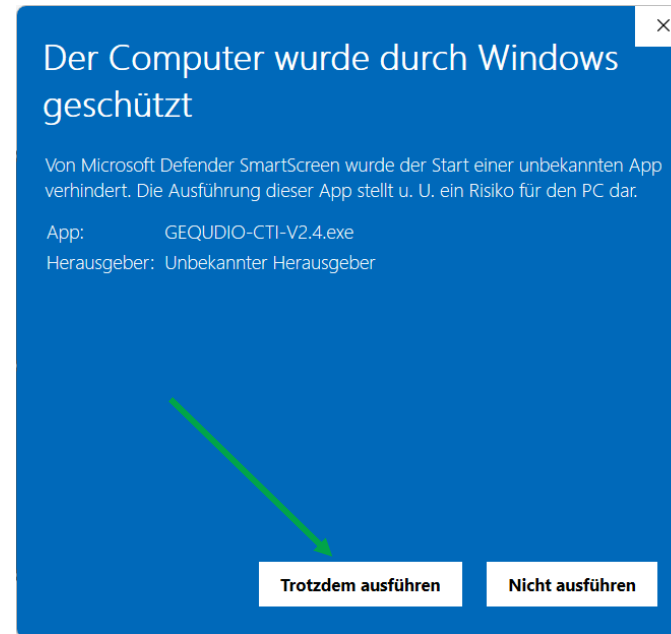 Der Computer wurde durch Windows
geschützt
Von Microsoft Defender SmartScreen wurde der Start einer unbekannten App
verhindert. Die Ausführung dieser App stellt u. U. ein Risiko für den PC dar.
App: GEQUDIO-CTI-V2.4.exe
Herausgeber: Unbekannter Herausgeber
Trotzdem ausführen Nicht ausführen